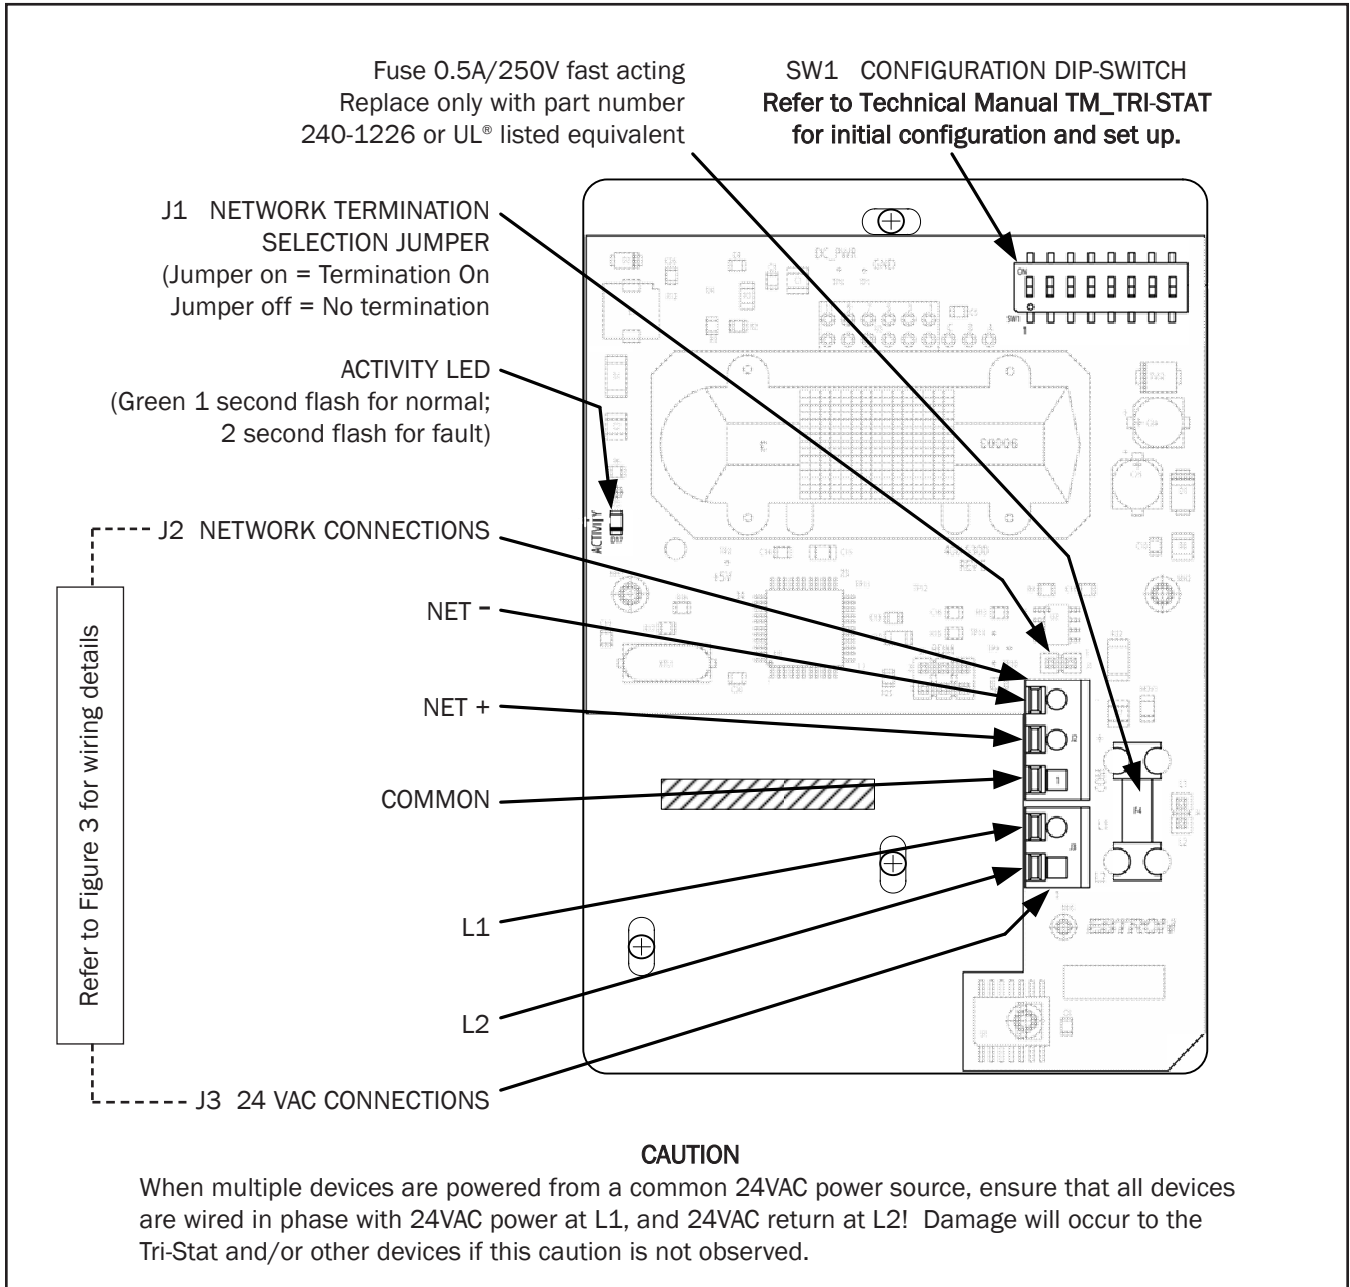 Fuse 0.5A/250V fast acting
Replace only with part number
240-1226 or UL® listed equivalent
SW1 CONFIGURATION DIP-SWITCH
Refer to Technical Manual TM_TRI-STAT
for initial configuration and set up.
J1 NETWORK TERMINATION
SELECTION JUMPER
(Jumper on = Termination On
Jumper off = No termination
ACTIVITY LED
(Green 1 second flash for normal;
2 second flash for fault)
J2 NETWORK CONNECTIONS
NET -
NET +
COMMON
L1
L2
J3 24 VAC CONNECTIONS
Refer to Figure 3 for wiring details
DC_PWR
GND
ON
SW1
1
ACTIVITY
+5V
EBTRON
CAUTION
When multiple devices are powered from a common 24VAC power source, ensure that all devices
are wired in phase with 24VAC power at L1, and 24VAC return at L2! Damage will occur to the
Tri-Stat and/or other devices if this caution is not observed.